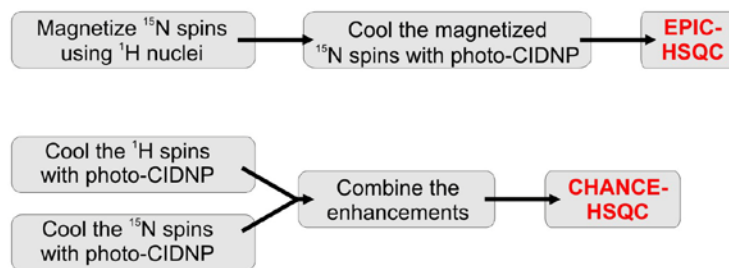 Magnetize ¹⁵N spins
using ¹H nuclei
Cool the magnetized
¹⁵N spins with photo-CIDNP
EPIC-
HSQC
Cool the ¹H spins
with photo-CIDNP
Cool the ¹⁵N spins
with photo-CIDNP
Combine the
enhancements
CHANCE-
HSQC